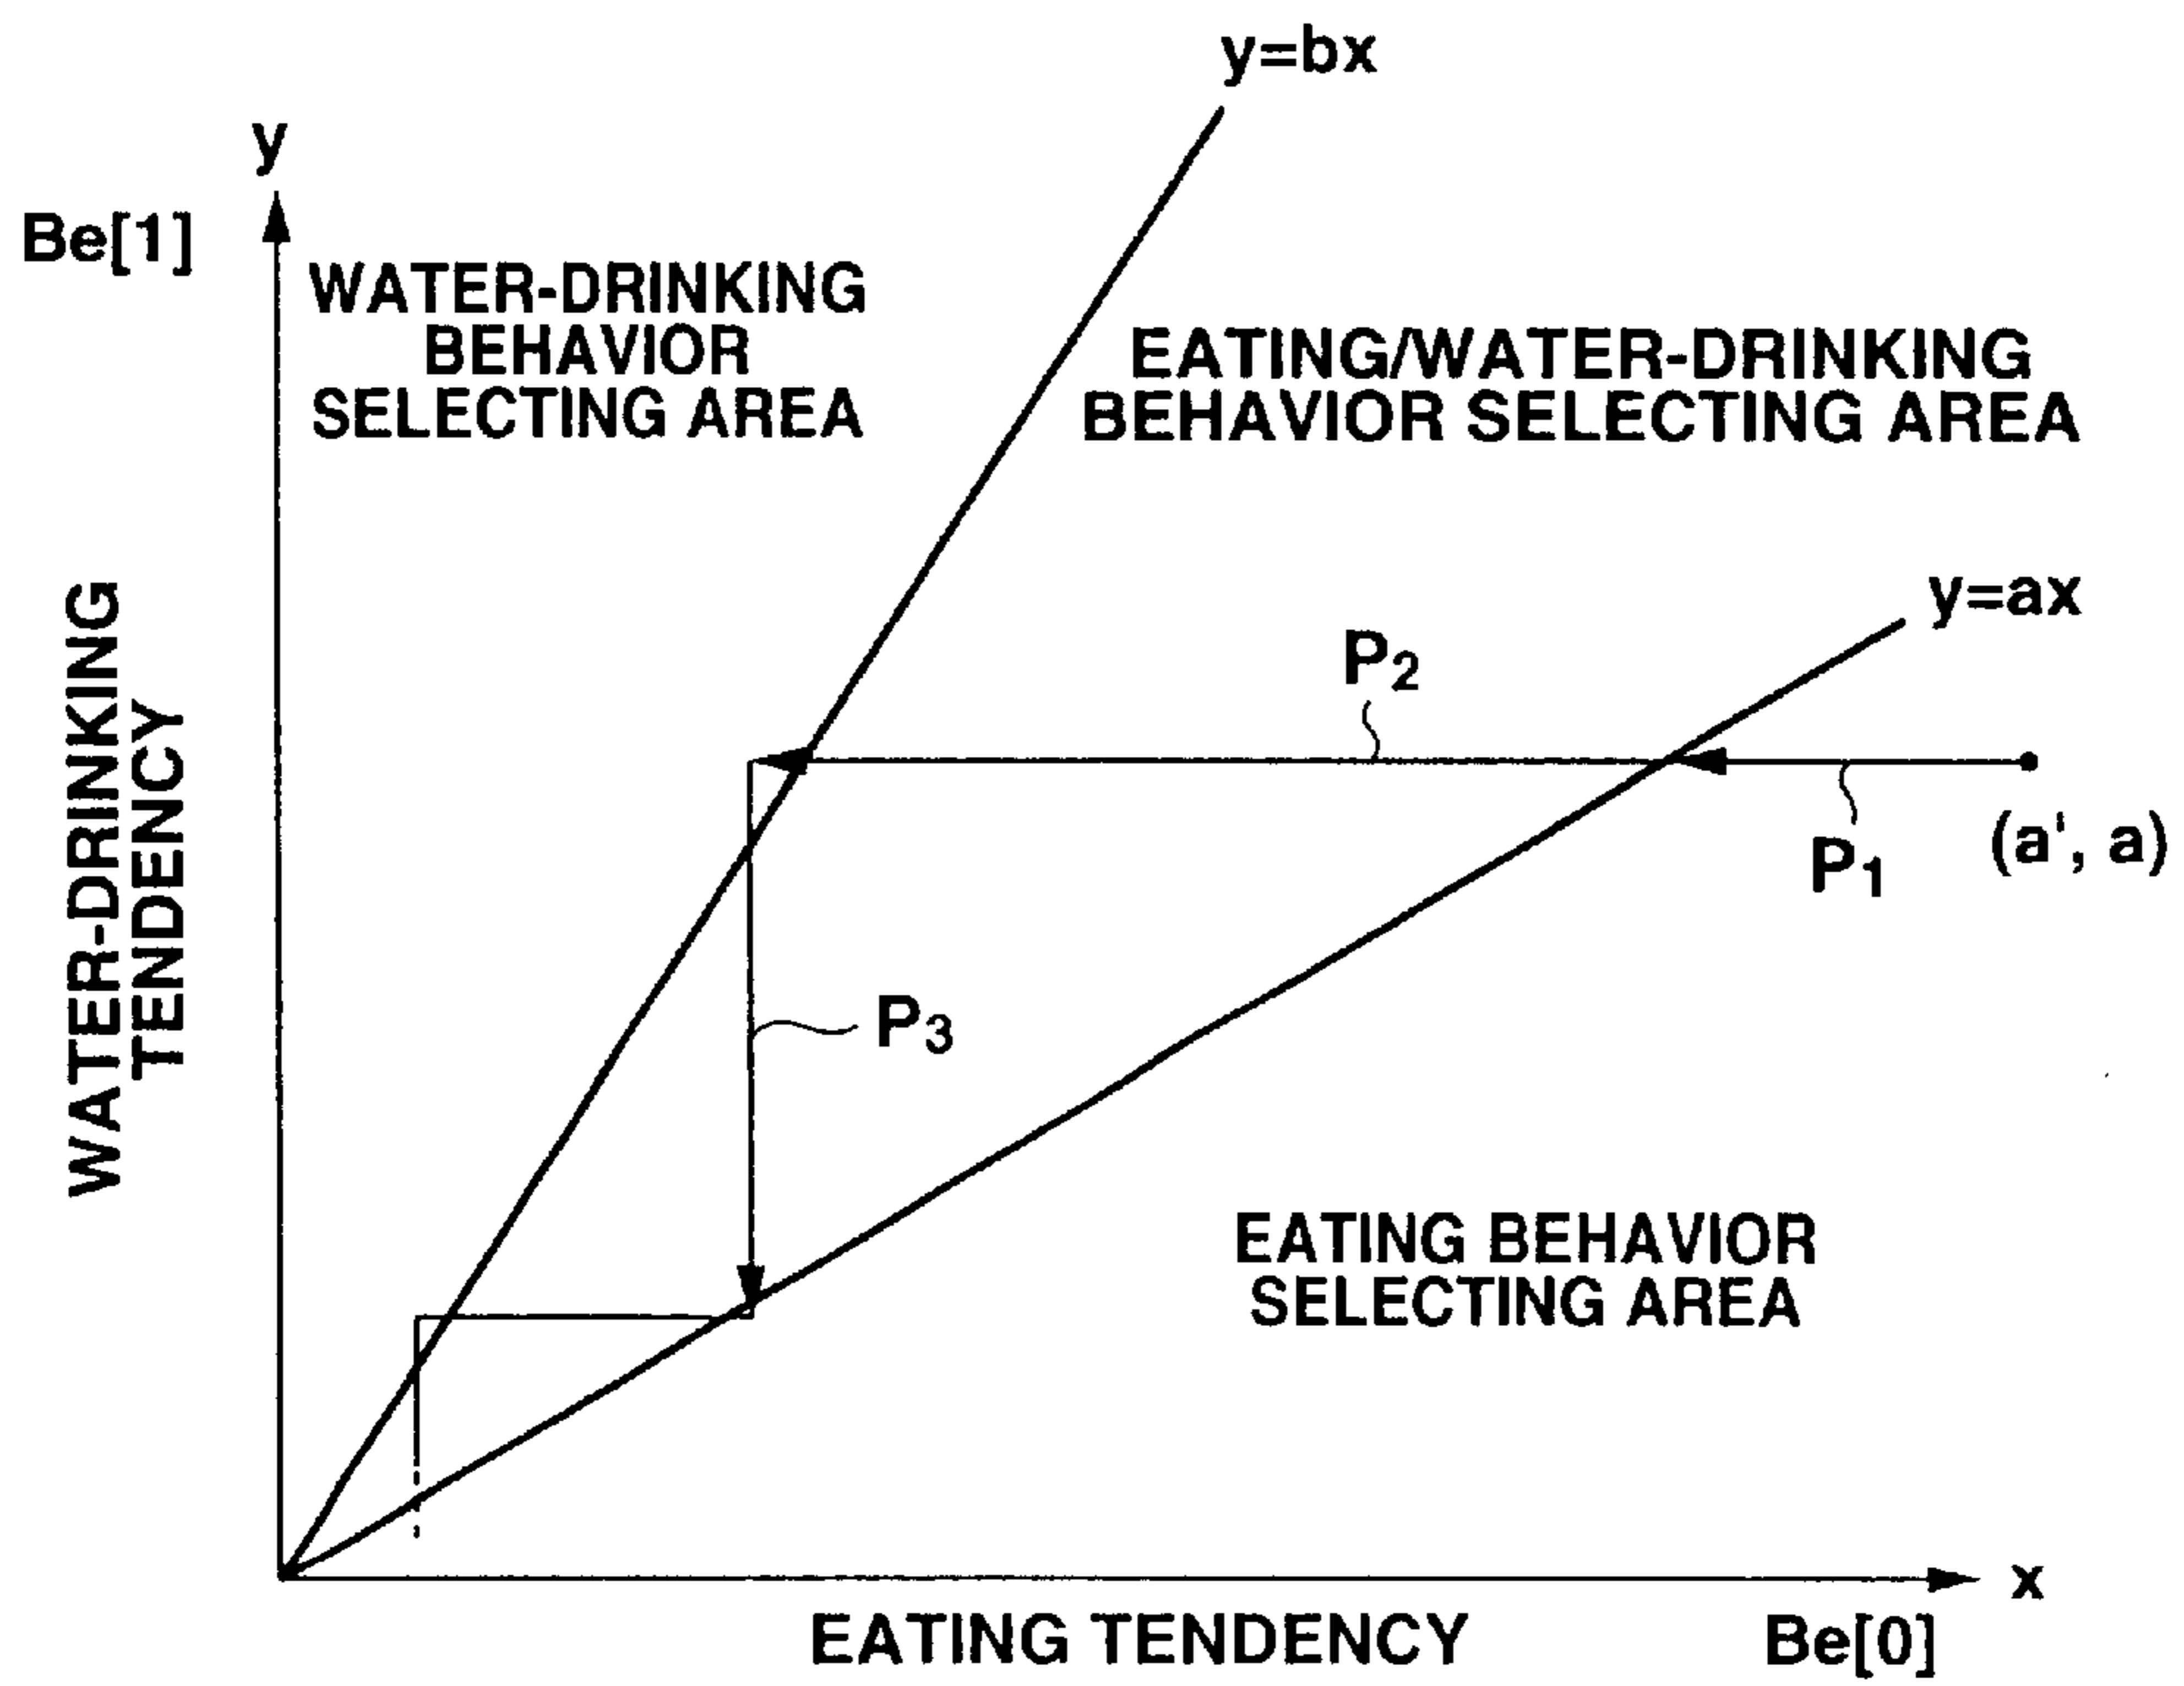 y=bx
y
Be[1]
WATER-DRINKING
BEHAVIOR
SELECTING AREA
EATING/WATER-DRINKING
BEHAVIOR SELECTING AREA
y=ax
P2
P1
(a', a)
WATER-DRINKING
TENDENCY
P3
EATING BEHAVIOR
SELECTING AREA
x
EATING TENDENCY
Be[0]